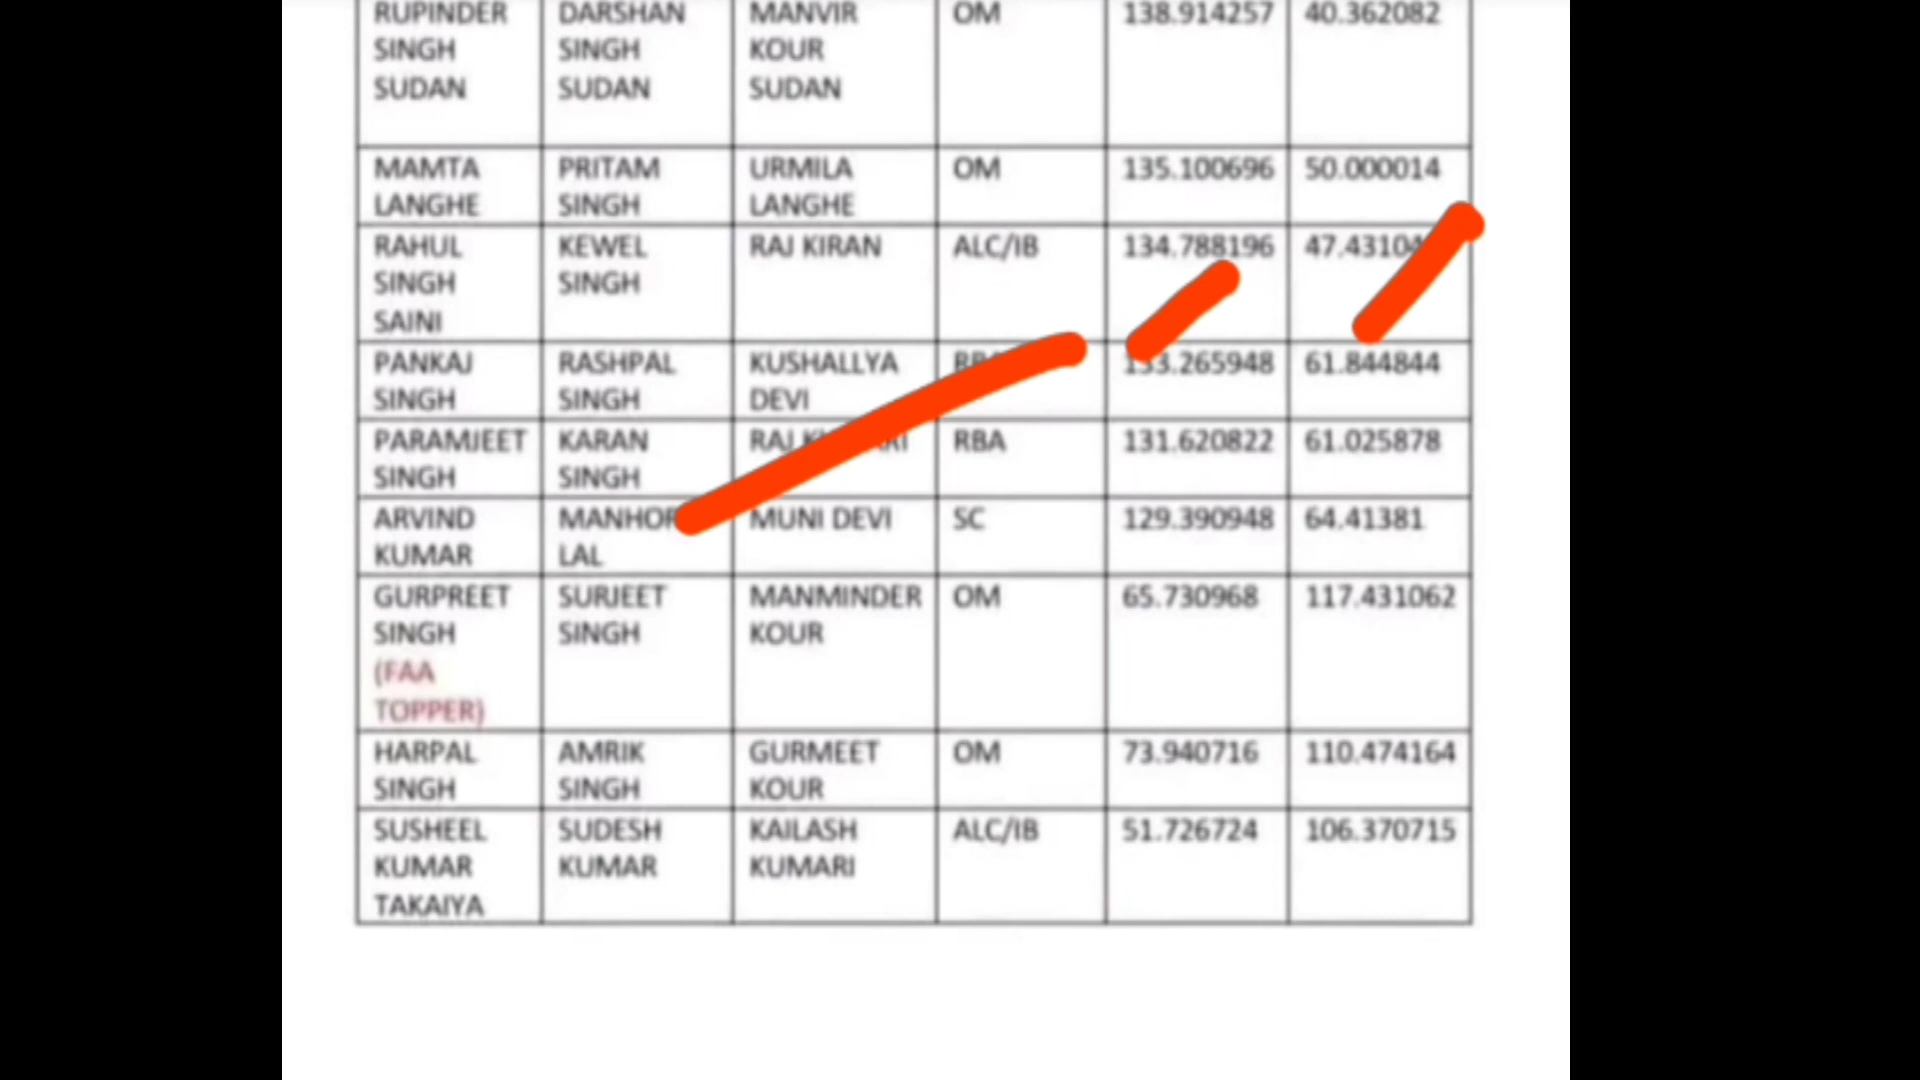 RUPINDER DARSHAN MANVIR OM 138.914257 40.362082
SINGH SINGH KOUR
SUDAN SUDAN SUDAN
MAMTA PRITAM URMILA OM 135.100696 50.000014
LANGHE SINGH LANGHE
RAHUL KEWEL RAJ KIRAN ALC/IB 134.788196
SINGH SINGH
SAINI
PANKAJ RASHPAL KUSHALLYA 133.265948 61.844844
SINGH SINGH DEVI
PARAMJEET KARAN RAJ RBA 131.620822 61.025878
SINGH SINGH
ARVIND MUNI DEVI SC 129.390948 64.41381
KUMAR LAL
GURPREET SURJEET MANMINDER OM 65.730968 117.431062
SINGH SINGH KOUR
(FAA
TOPPER)
HARPAL AMRIK GURMEET OM 73.940716 110.474164
SINGH SINGH KOUR
SUSHEEL SUDESH KAILASH ALC/IB 51.726724 106.370715
KUMAR KUMAR KUMARI
TAKAIYA